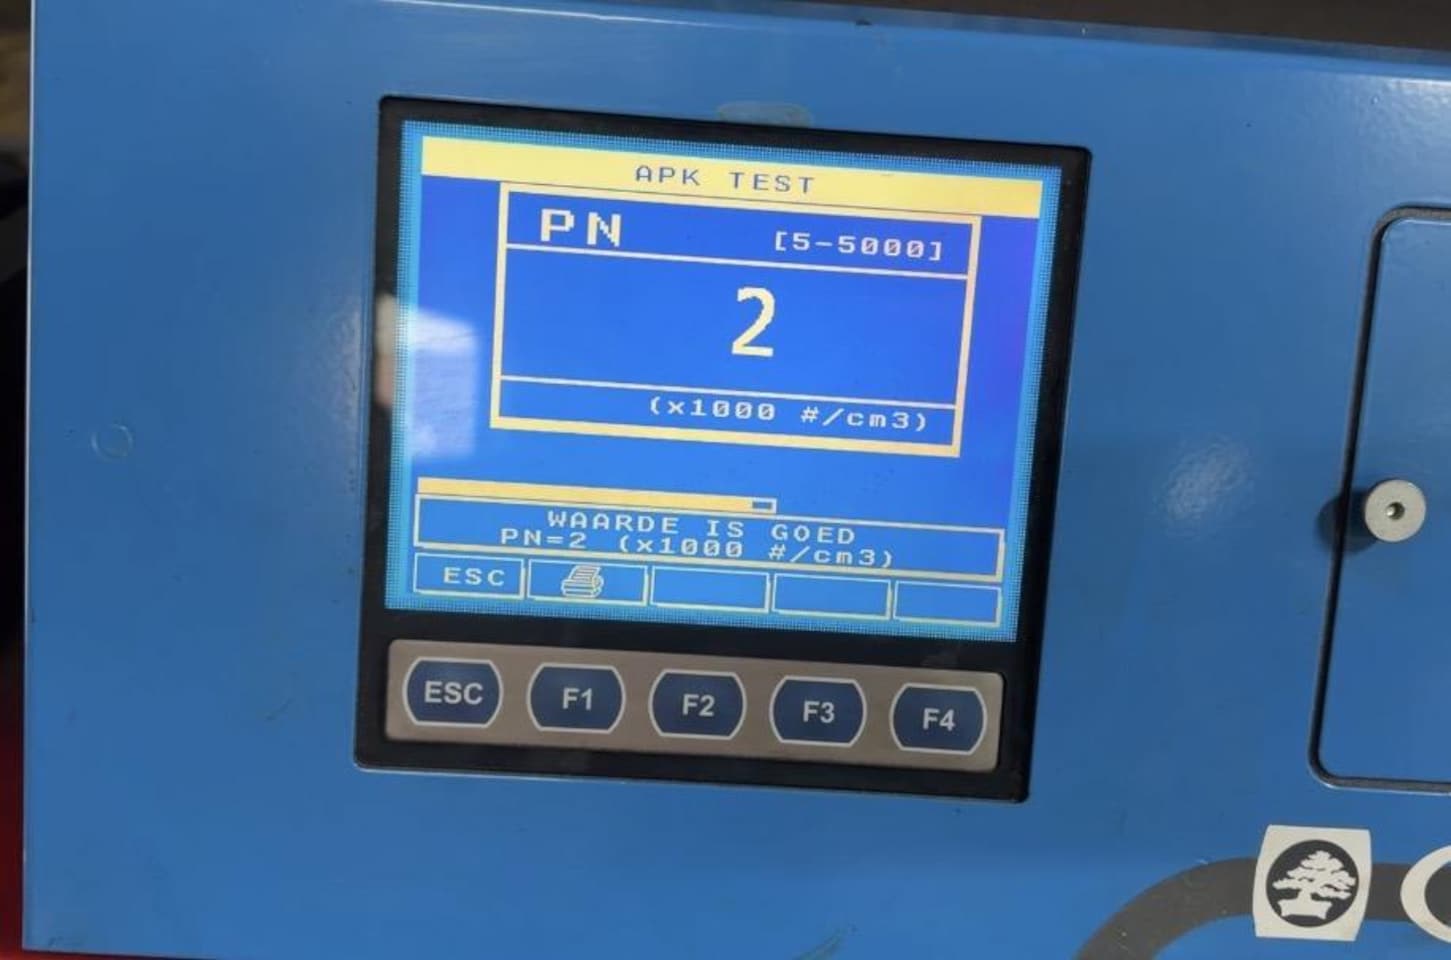 APK TEST
PN [5-5000]
2
(x1000 #/cm3)
WAARDE IS GOED
PN=2 (x1000 #/cm3)
ESC
ESC F1 F2 F3 F4